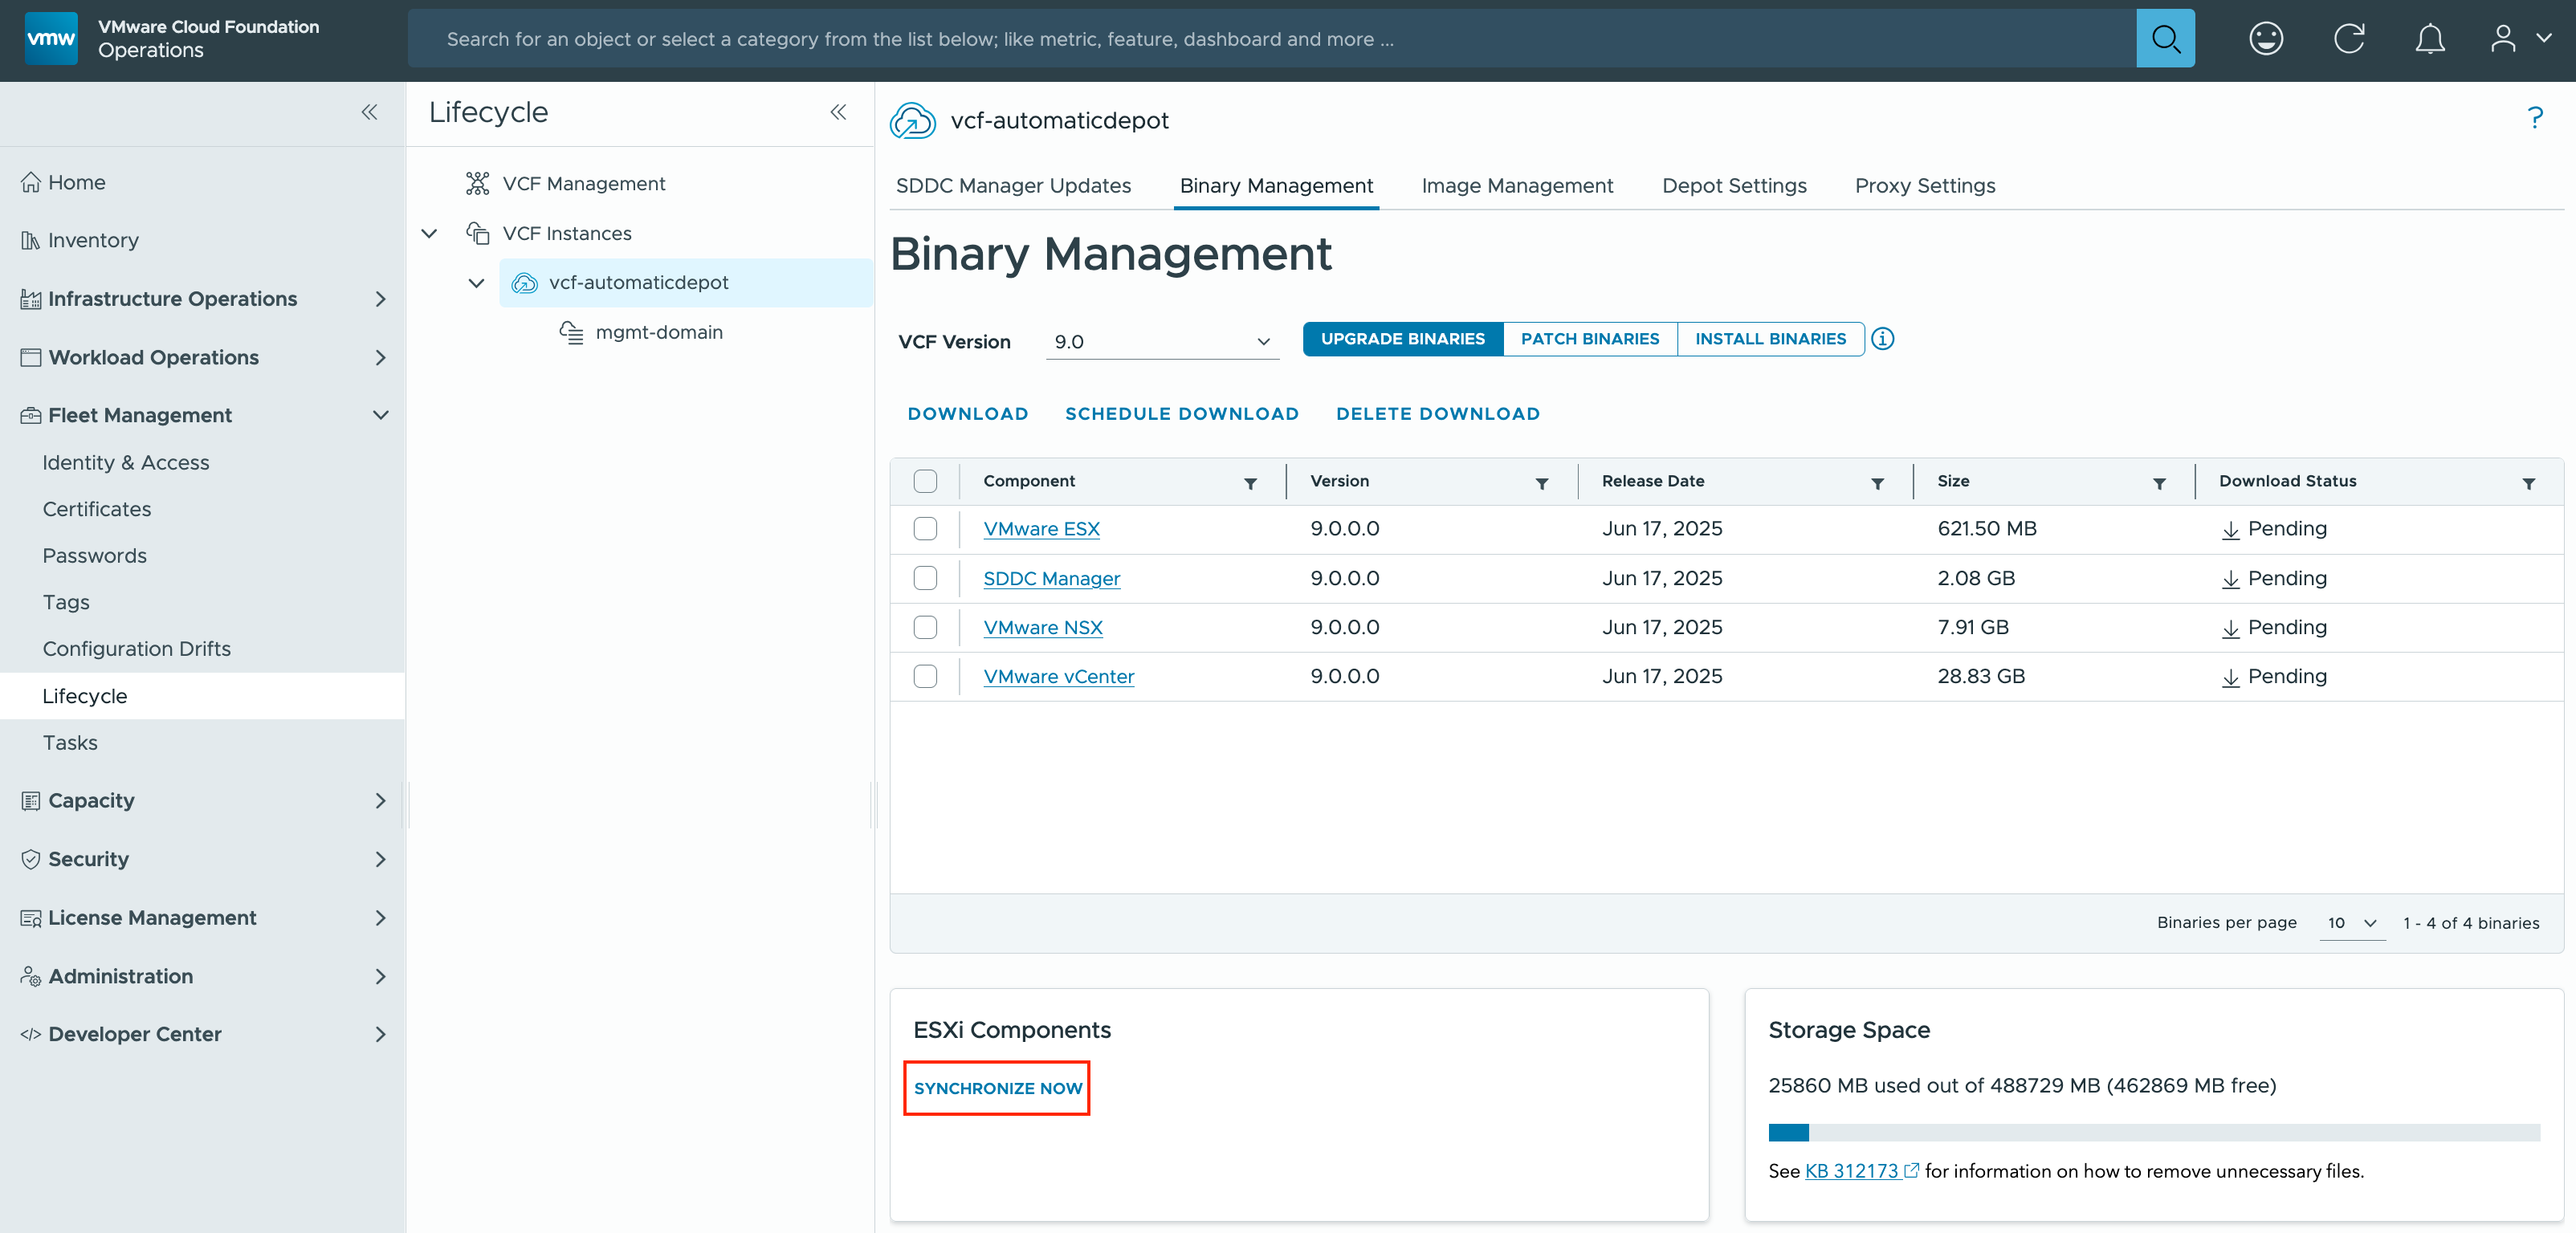 vmw
VMware Cloud Foundation
Operations
Search for an object or select a category from the list below; like metric, feature, dashboard and more ...
Home
Inventory
Infrastructure Operations
Workload Operations
Fleet Management
Identity & Access
Certificates
Passwords
Tags
Configuration Drifts
Lifecycle
Tasks
Capacity
Security
License Management
Administration
Developer Center
Lifecycle
VCF Management
VCF Instances
vcf-automaticdepot
mgmt-domain
vcf-automaticdepot
?
SDDC Manager Updates Binary Management Image Management Depot Settings Proxy Settings
Binary Management
VCF Version 9.0 UPGRADE BINARIES PATCH BINARIES INSTALL BINARIES
DOWNLOAD SCHEDULE DOWNLOAD DELETE DOWNLOAD
Component Version Release Date Size Download Status
VMware ESX 9.0.0.0 Jun 17, 2025 621.50 MB Pending
SDDC Manager 9.0.0.0 Jun 17, 2025 2.08 GB Pending
VMware NSX 9.0.0.0 Jun 17, 2025 7.91 GB Pending
VMware vCenter 9.0.0.0 Jun 17, 2025 28.83 GB Pending
Binaries per page 10 1 - 4 of 4 binaries
ESXi Components
SYNCHRONIZE NOW
Storage Space
25860 MB used out of 488729 MB (462869 MB free)
See KB 312173 for information on how to remove unnecessary files.